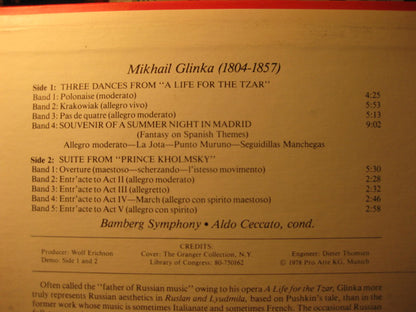 Mikhail Glinka (1804-1857)
Side 1: THREE DANCES FROM "A LIFE FOR THE TZAR"
Band 1: Polonaise (moderato) 4:25
Band 2: Krakowiak (allegro vivo) 5:53
Band 3: Pas de quatre (allegro moderato) 5:13
Band 4: SOUVENIR OF A SUMMER NIGHT IN MADRID 9:02
(Fantasy on Spanish Themes)
Allegro moderato—La Jota—Punto Muruno—Seguidillas Manchegas
Side 2: SUITE FROM "PRINCE KHOLMSKY"
Band 1: Overture (maestoso—scherzando—l'istesso movimento) 5:30
Band 2: Entr'acte to Act II (allegro moderato) 2:28
Band 3: Entr'acte to Act III (allegretto) 2:32
Band 4: Entr'acte to Act IV—March (allegro con spirito maestoso) 2:46
Band 5: Entr'acte to Act V (allegro con spirito) 2:58
Bamberg Symphony • Aldo Ceccato, cond.
CREDITS:
Producer: Wolf Erichson Cover: The Granger Collection, N.Y. Engineer: Dieter Thomsen
Demo: Side 1 and 2 Library of Congress: 80-750162 © 1978 Pro Arte KG, Munich
Often called the "father of Russian music" owing to his opera A Life for the Tzar, Glinka more
truly represents Russian aesthetics in Ruslan and Lysudmila, based on Pushkin's tale, than in the
former work whose music is sometimes Italianate and sometimes French. The occasional Russian